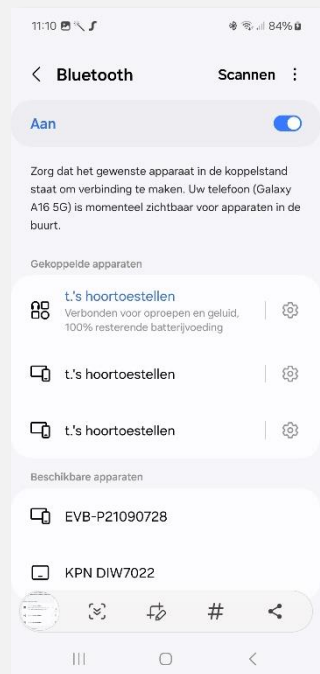 11:10 84%
Bluetooth Scannen
Aan
Zorg dat het gewenste apparaat in de koppelstand
staat om verbinding te maken. Uw telefoon (Galaxy
A16 5G) is momenteel zichtbaar voor apparaten in de
buurt.
Gekoppelde apparaten
t.'s hoortoestellen
Verbonden voor oproepen en geluid,
100% resterende batterijvoeding
t.'s hoortoestellen
t.'s hoortoestellen
Beschikbare apparaten
EVB-P21090728
KPN DIW7022
#